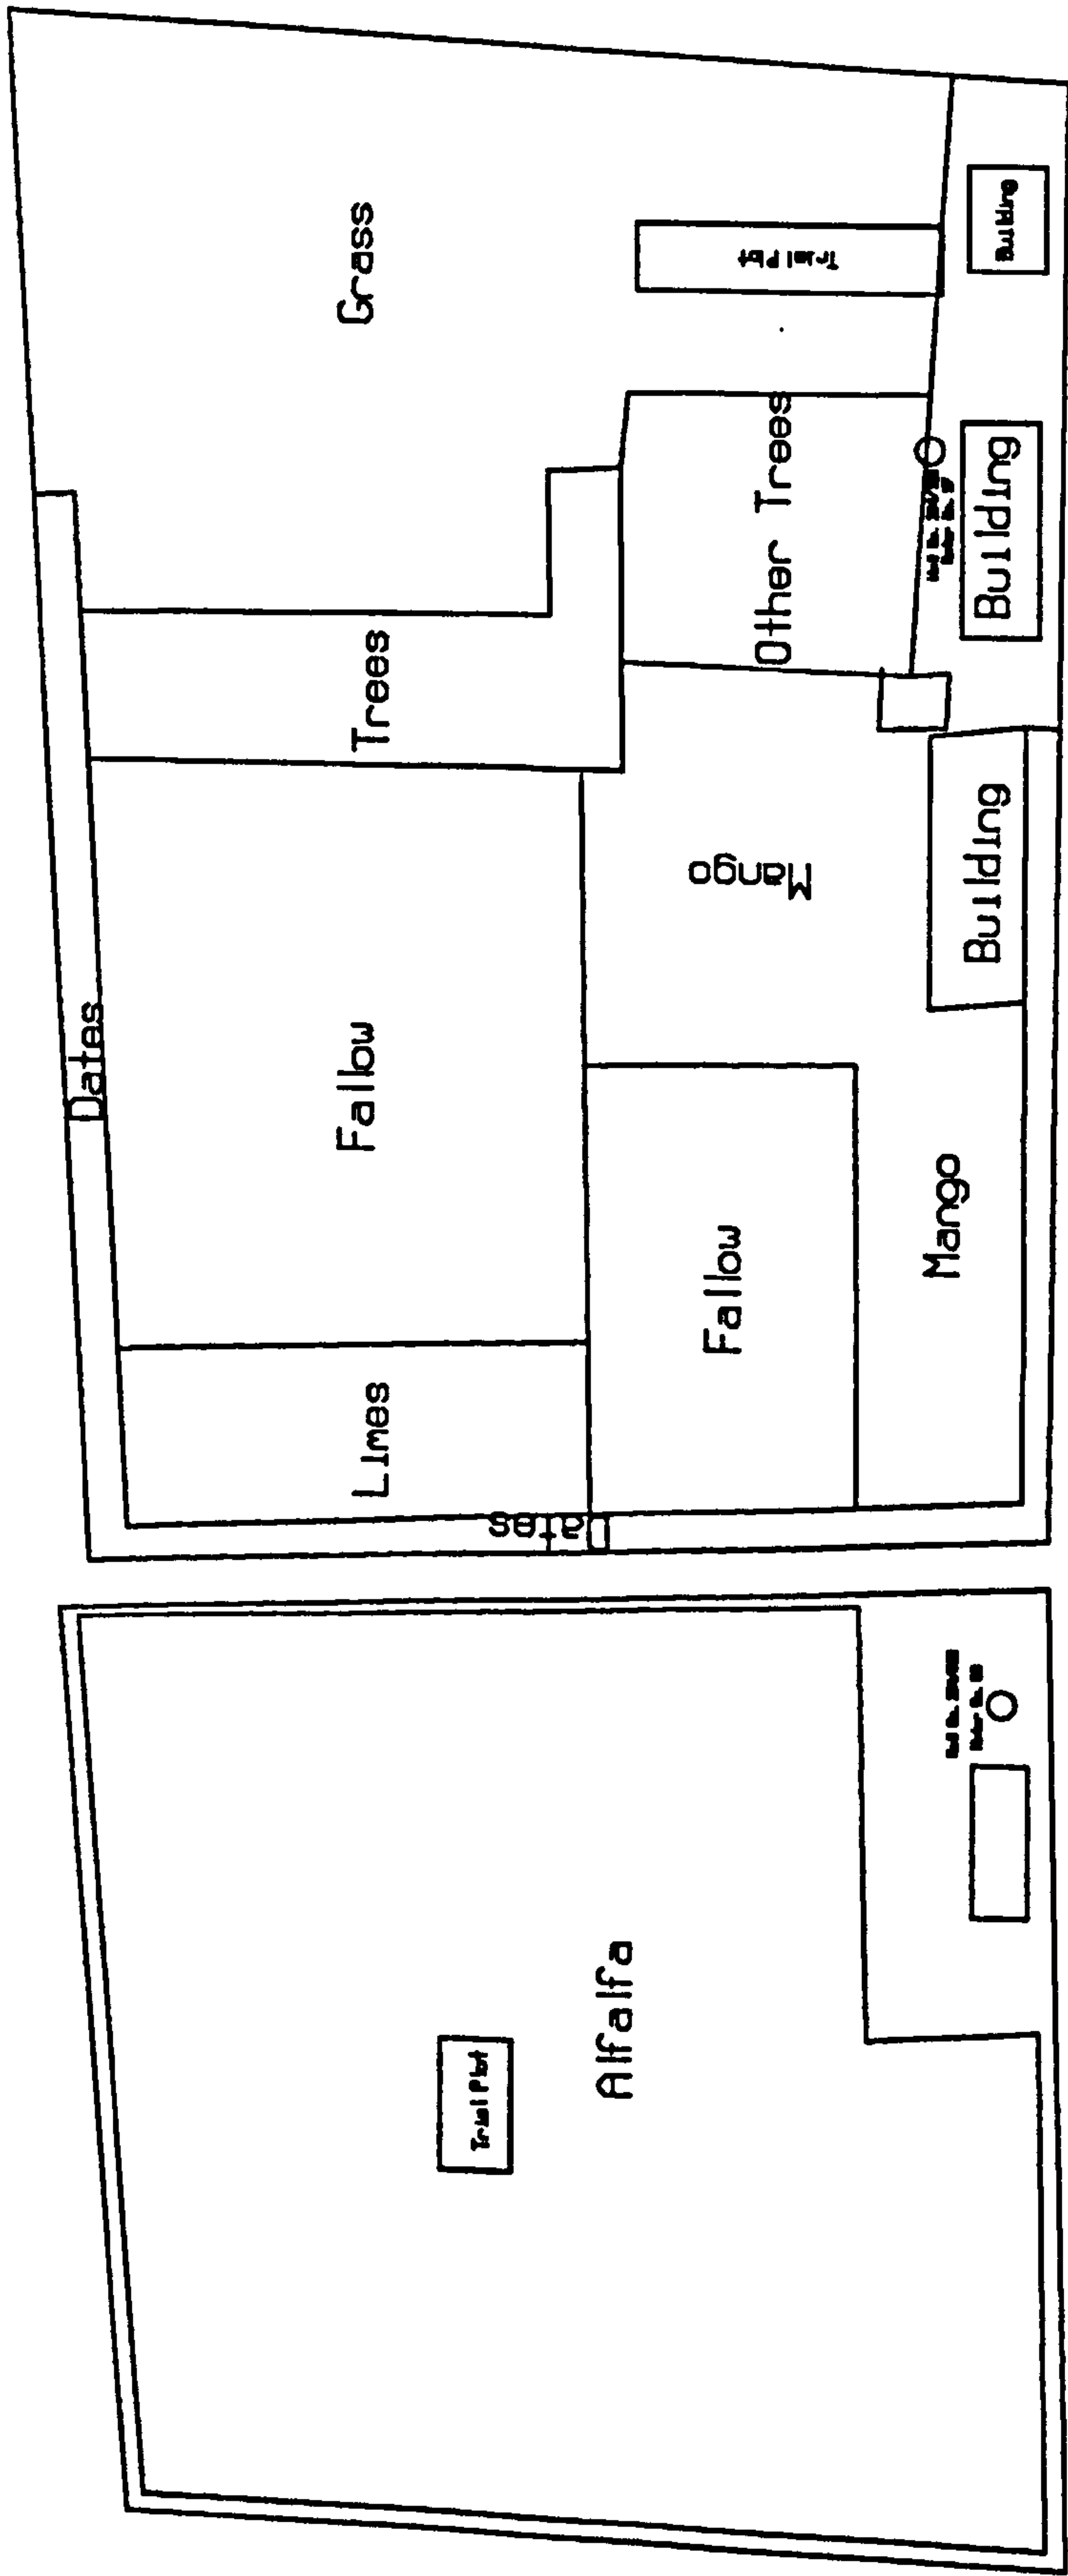 Grass
Trial Plot
Building
Other Trees
Building
Trees
Mango
Building
Dates
Fallow
Fallow
Mango
Limes
Dates
Alfalfa
Trial Plot